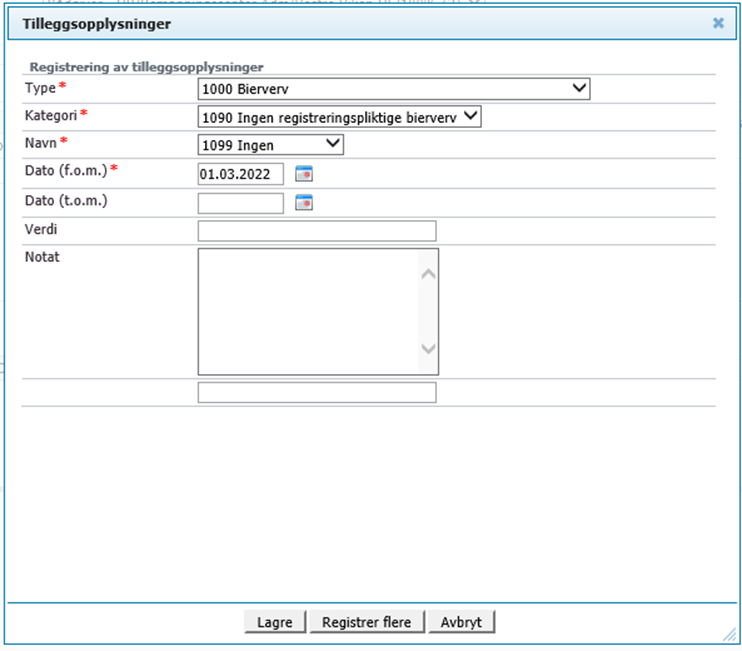 Tilleggsopplysninger
Registrering av tilleggsopplysninger
Type *
1000 Bierverv
Kategori *
1090 Ingen registreringspliktige bierverv
Navn *
1099 Ingen
Dato (f.o.m.) *
01.03.2022
Dato (t.o.m.)
Verdi
Notat
Lagre
Registrer flere
Avbryt